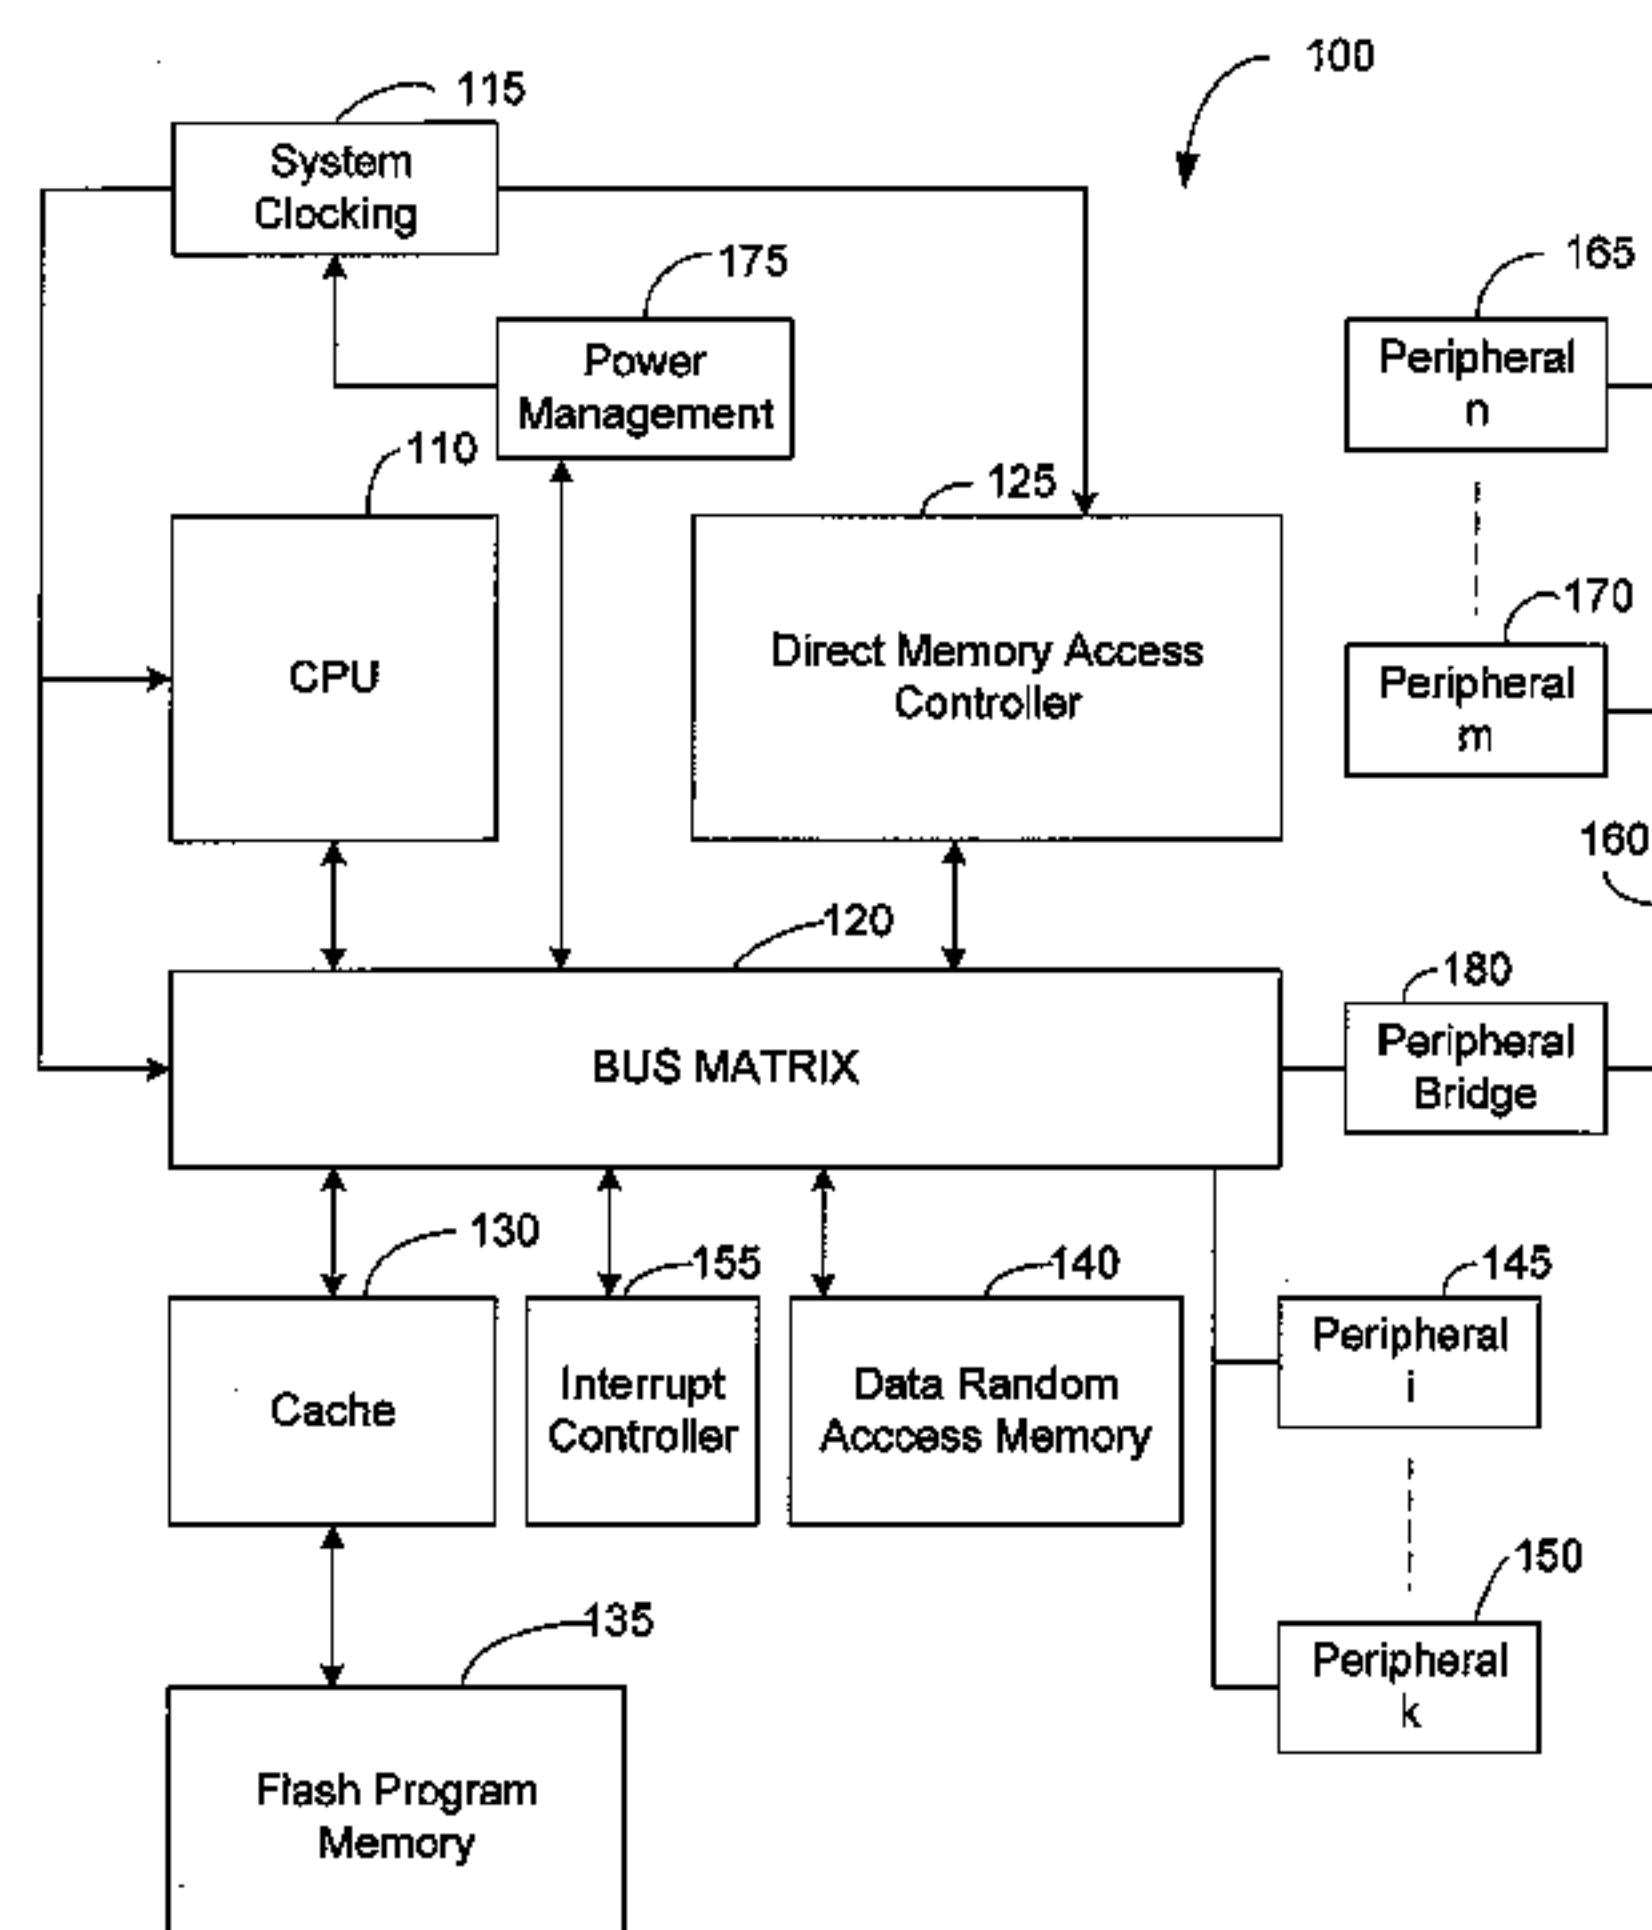 100
115
System
Clocking
175
Power
Management
165
Peripheral
n
110
CPU
125
Direct Memory Access
Controller
170
Peripheral
m
160
120
BUS MATRIX
180
Peripheral
Bridge
130
Cache
155
Interrupt
Controller
140
Data Random
Acccess Memory
145
Peripheral
i
150
Peripheral
k
135
Flash Program
Memory